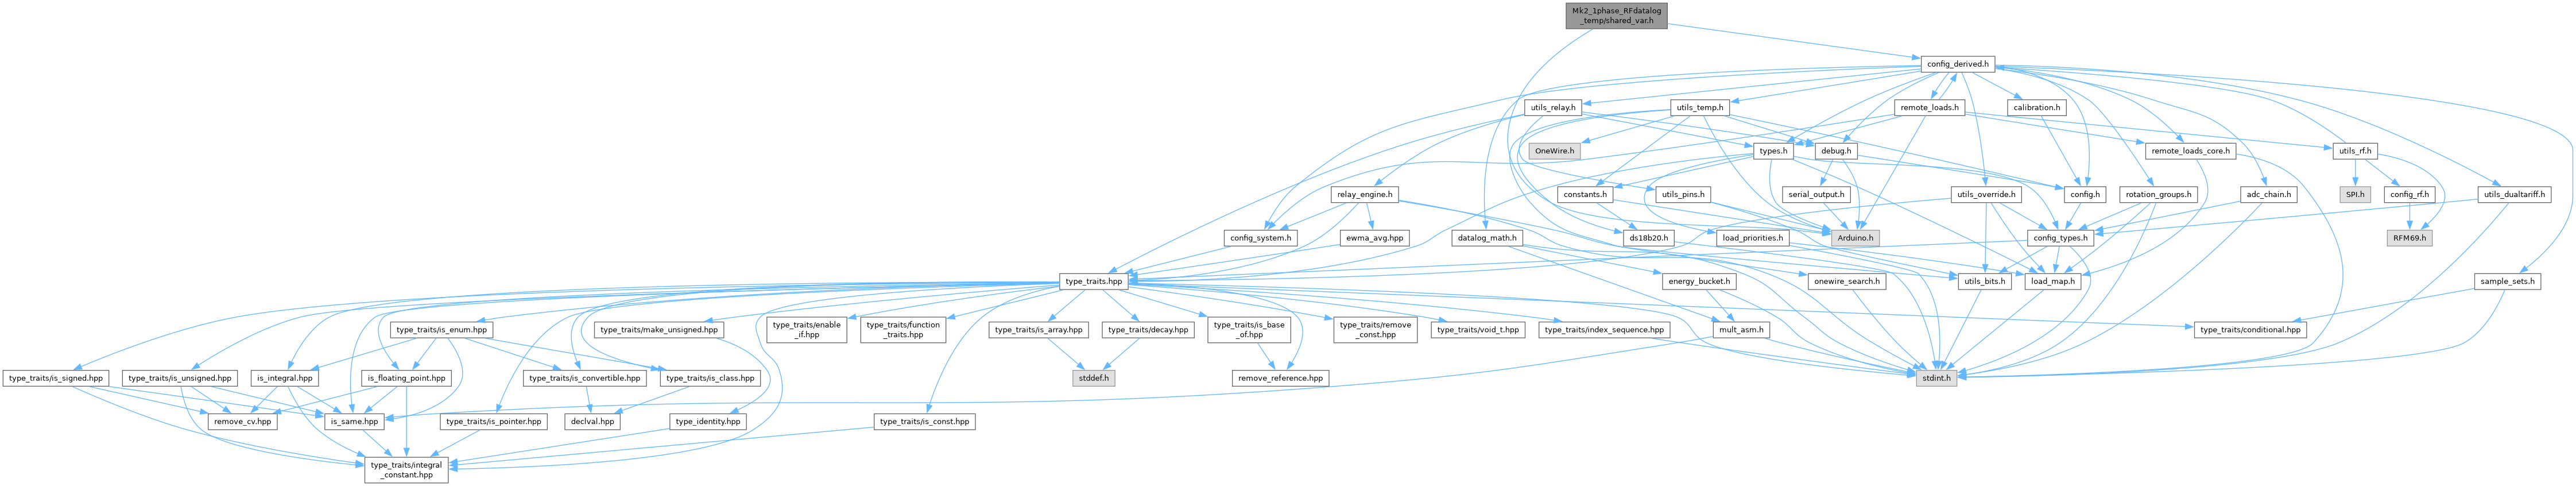 Mk2_1phase_RFdatalog
_temp/shared_var.h
config_derived.h
utils_relay.h
utils_temp.h
remote_loads.h
calibration.h
OneWire.h
types.h
debug.h
remote_loads_core.h
utils_rf.h
relay_engine.h
constants.h
utils_pins.h
serial_output.h
utils_override.h
config.h
rotation_groups.h
adc_chain.h
SPI.h
config_rf.h
utils_dualtariff.h
config_system.h
ewma_avg.hpp
datalog_math.h
ds18b20.h
load_priorities.h
Arduino.h
config_types.h
RFM69.h
type_traits.hpp
energy_bucket.h
onewire_search.h
utils_bits.h
load_map.h
sample_sets.h
type_traits/is_enum.hpp
type_traits/make_unsigned.hpp
type_traits/enable
_if.hpp
type_traits/function
_traits.hpp
type_traits/is_array.hpp
type_traits/decay.hpp
type_traits/is_base
_of.hpp
type_traits/remove
_const.hpp
type_traits/void_t.hpp
type_traits/index_sequence.hpp
mult_asm.h
type_traits/conditional.hpp
type_traits/is_signed.hpp
type_traits/is_unsigned.hpp
is_integral.hpp
is_floating_point.hpp
type_traits/is_convertible.hpp
type_traits/is_class.hpp
stddef.h
remove_reference.hpp
stdint.h
remove_cv.hpp
is_same.hpp
type_traits/is_pointer.hpp
declval.hpp
type_identity.hpp
type_traits/is_const.hpp
type_traits/integral
_constant.hpp